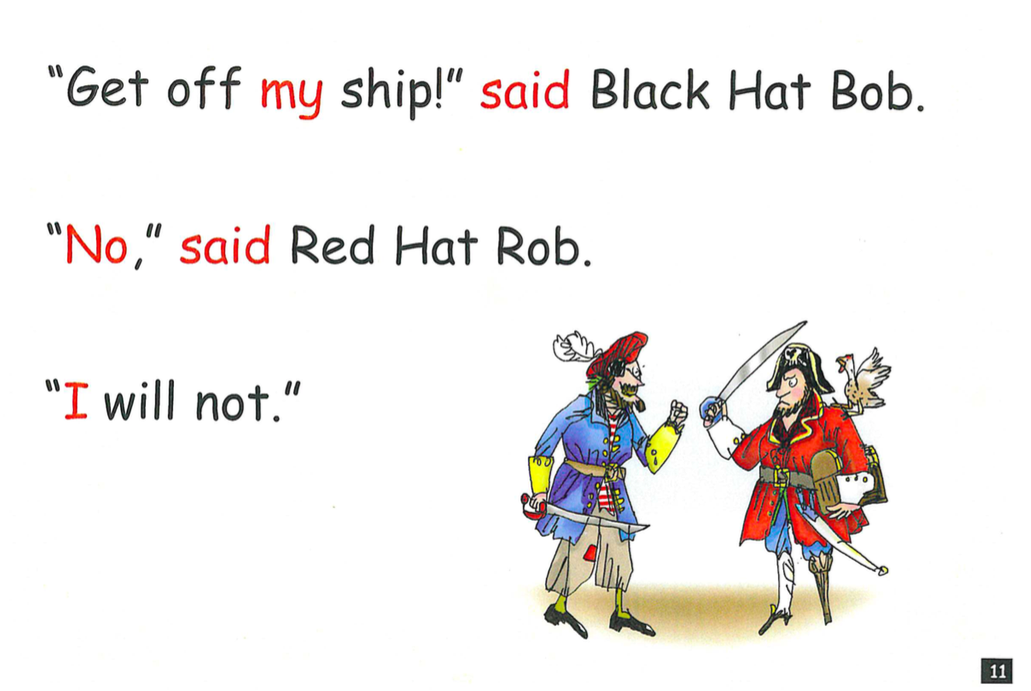 "Get off my ship!" said Black Hat Bob.
"No," said Red Hat Rob.
"I will not."
11